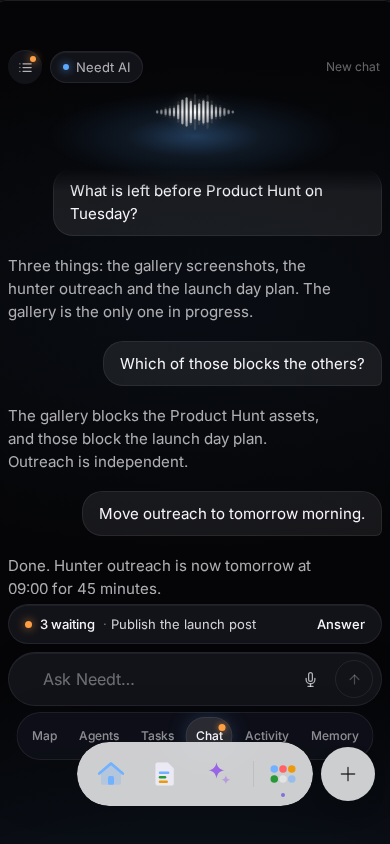 Needt AI
New chat
What is left before Product Hunt on
Tuesday?
Three things: the gallery screenshots, the
hunter outreach and the launch day plan. The
gallery is the only one in progress.
Which of those blocks the others?
The gallery blocks the Product Hunt assets,
and those block the launch day plan.
Outreach is independent.
Move outreach to tomorrow morning.
Done. Hunter outreach is now tomorrow at
09:00 for 45 minutes.
3 waiting · Publish the launch post
Answer
Ask Needt...
Map Agents Tasks Chat Activity Memory